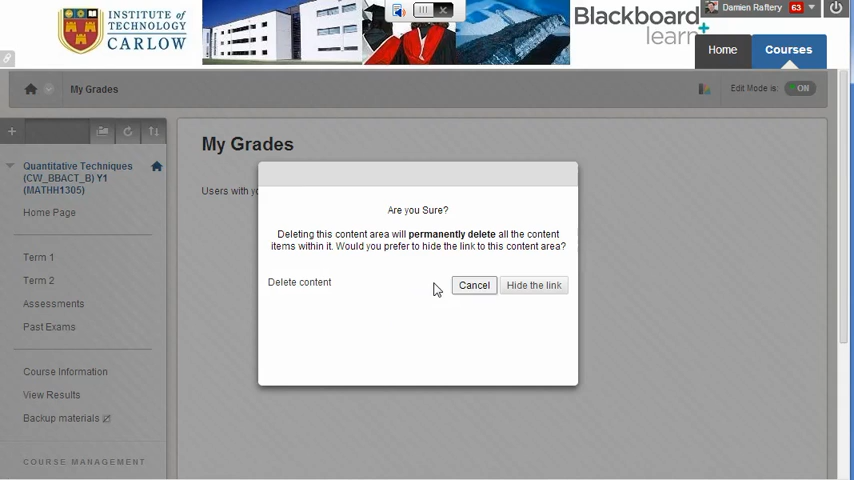 INSTITUTE of
TECHNOLOGY
CARLOW
Blackboard
learn+
Damien Raftery
63
Home
Courses
My Grades
Edit Mode is:
ON
Quantitative Techniques
(CW_BBACT_B) Y1
(MATHH1305)
Home Page
Term 1
Term 2
Assessments
Past Exams
Course Information
View Results
Backup materials
COURSE MANAGEMENT
My Grades
Users with yo
Are you Sure?
Deleting this content area will permanently delete all the content
items within it. Would you prefer to hide the link to this content area?
Delete content
Cancel
Hide the link